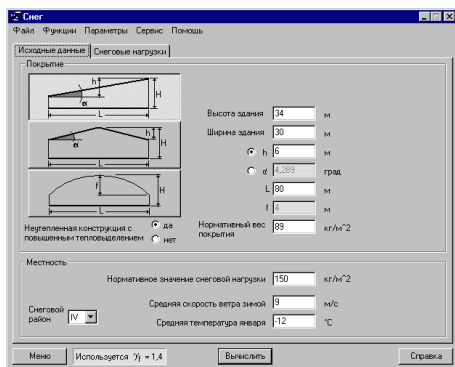 Снег
Файл Функции Параметры Сервис Помощь
Исходные данные Снеговые нагрузки
Покрытие
h H α L
h H α L
f H L
Высота здания 34 м
Ширина здания 30 м
h 6 м
α 4,289 град
L 80 м
f 4 м
Неутепленная конструкция с повышенным тепловыделением да нет
Нормативный вес покрытия 89 кг/м^2
Местность
Нормативное значение снеговой нагрузки 150 кг/м^2
Снеговой район IV
Средняя скорость ветра зимой 9 м/с
Средняя температура января -12 °C
Меню Используется γf = 1,4 Вычислить Справка